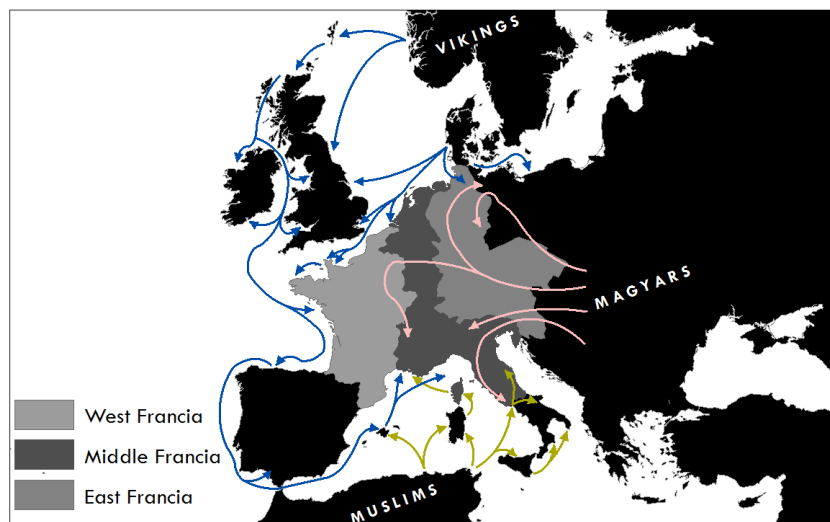 VIKINGS
MAGYARS
West Francia
Middle Francia
East Francia
MUSLIMS